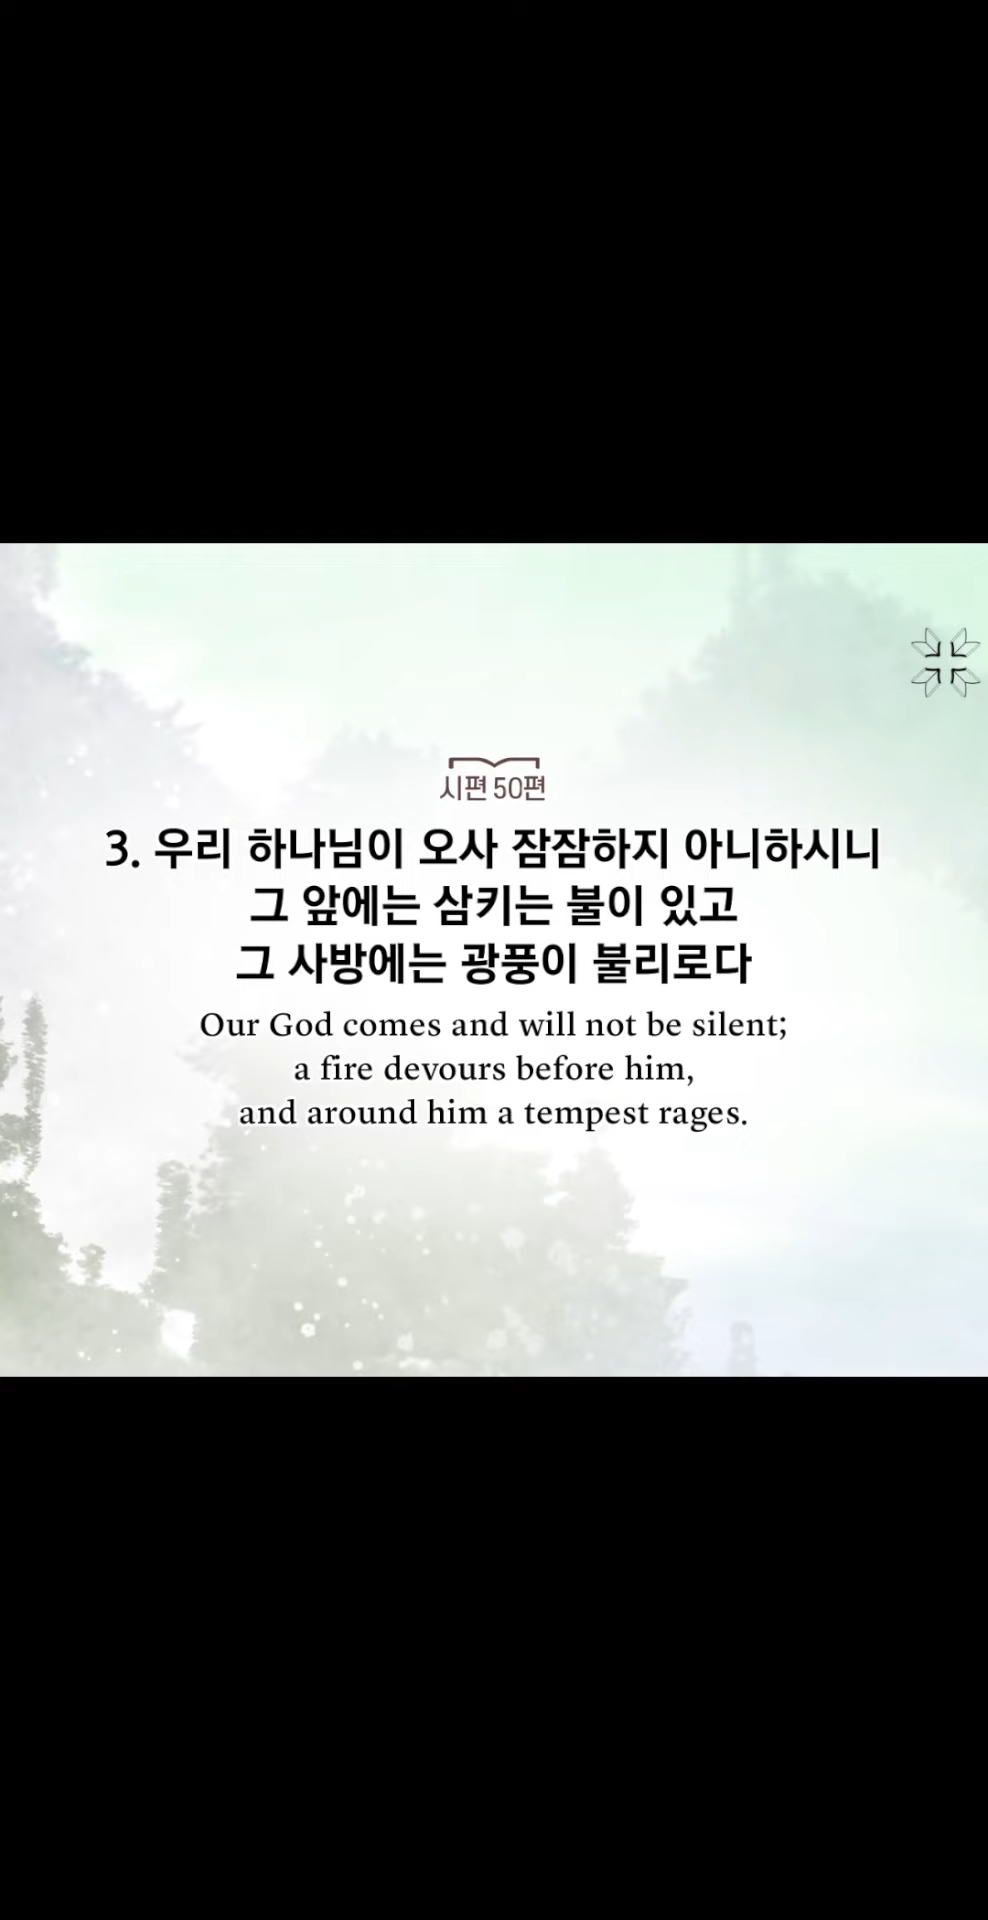 시편 50편
3. 우리 하나님이 오사 잠잠하지 아니하시니
그 앞에는 삼키는 불이 있고
그 사방에는 광풍이 불리로다
Our God comes and will not be silent;
a fire devours before him,
and around him a tempest rages.